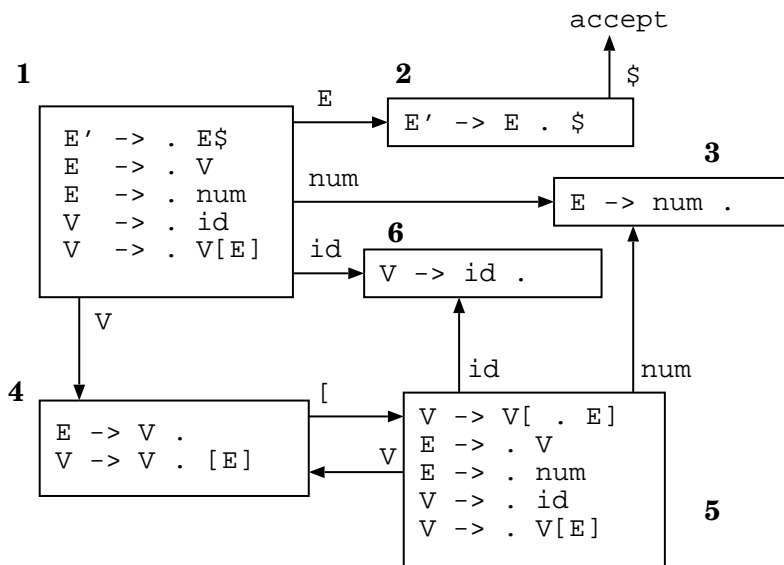 accept
$
1
2
E
E' -> E . $
E' -> . E$
E -> . V
E -> . num
V -> . id
V -> . V[E]
num
3
E -> num .
id
6
V -> id .
V
4
E -> V .
V -> V . [E]
[
V
id
num
V -> V[ . E]
E -> . V
E -> . num
V -> . id
V -> . V[E]
5